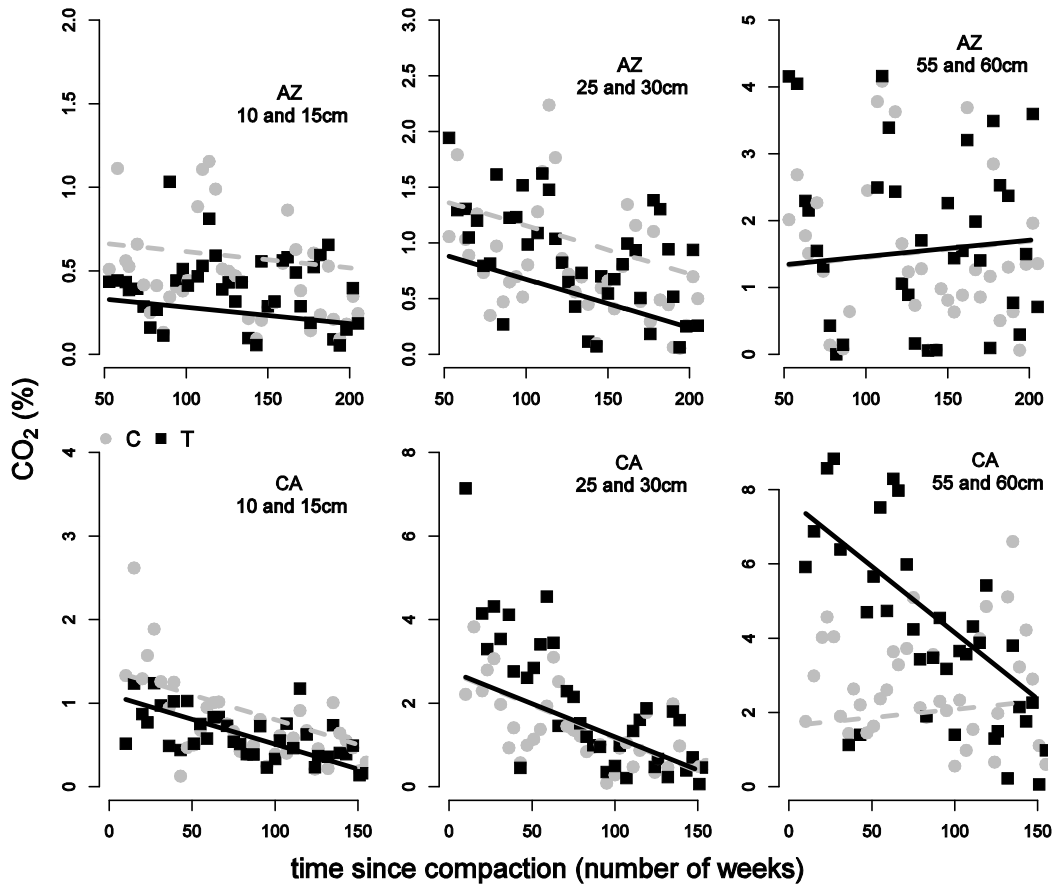 AZ
10 and 15cm
0.0 0.5 1.0 1.5 2.0
50 100 150 200
AZ
25 and 30cm
0.0 0.5 1.0 1.5 2.0 2.5 3.0
50 100 150 200
AZ
55 and 60cm
0 1 2 3 4 5
50 100 150 200
CO₂ (%)
C T
CA
10 and 15cm
0 1 2 3 4
0 50 100 150
CA
25 and 30cm
0 2 4 6 8
0 50 100 150
CA
55 and 60cm
0 2 4 6 8
0 50 100 150
time since compaction (number of weeks)